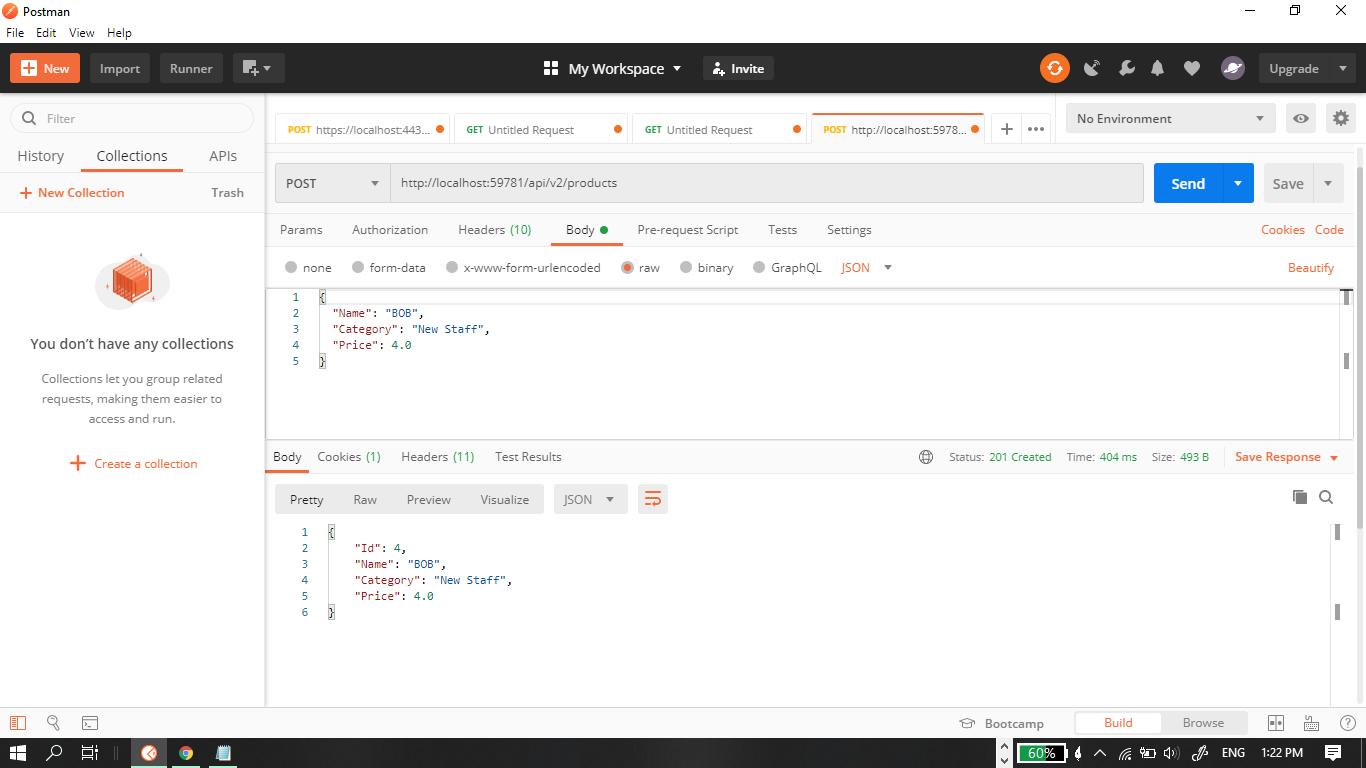 Postman
File Edit View Help
New Import Runner My Workspace Invite Upgrade
Filter
History Collections APIs
New Collection Trash
You don’t have any collections
Collections let you group related
requests, making them easier to
access and run.
Create a collection
POST https://localhost:443... GET Untitled Request GET Untitled Request POST http://localhost:5978... No Environment
POST http://localhost:59781/api/v2/products Send Save
Params Authorization Headers (10) Body Pre-request Script Tests Settings Cookies Code
none form-data x-www-form-urlencoded raw binary GraphQL JSON Beautify
1 {
2 "Name": "BOB",
3 "Category": "New Staff",
4 "Price": 4.0
5 }
Body Cookies (1) Headers (11) Test Results Status: 201 Created Time: 404 ms Size: 493 B Save Response
Pretty Raw Preview Visualize JSON
1 {
2 "Id": 4,
3 "Name": "BOB",
4 "Category": "New Staff",
5 "Price": 4.0
6 }
Bootcamp Build Browse
60% ENG 1:22 PM